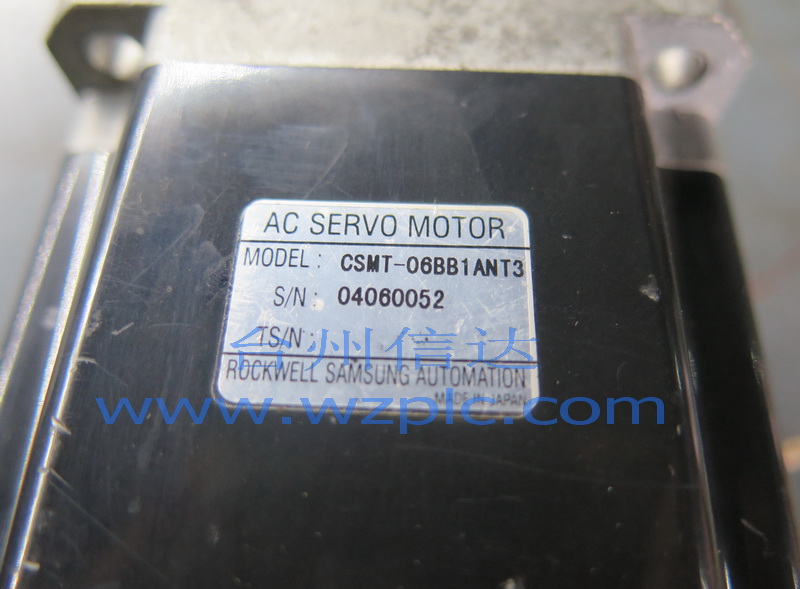 AC SERVO MOTOR
MODEL: CSMT-06BB1ANT3
S/N: 04060052
TS/N:
台州信达
ROCKWELL SAMSUNG AUTOMATION
MADE IN JAPAN
www.wzplc.com